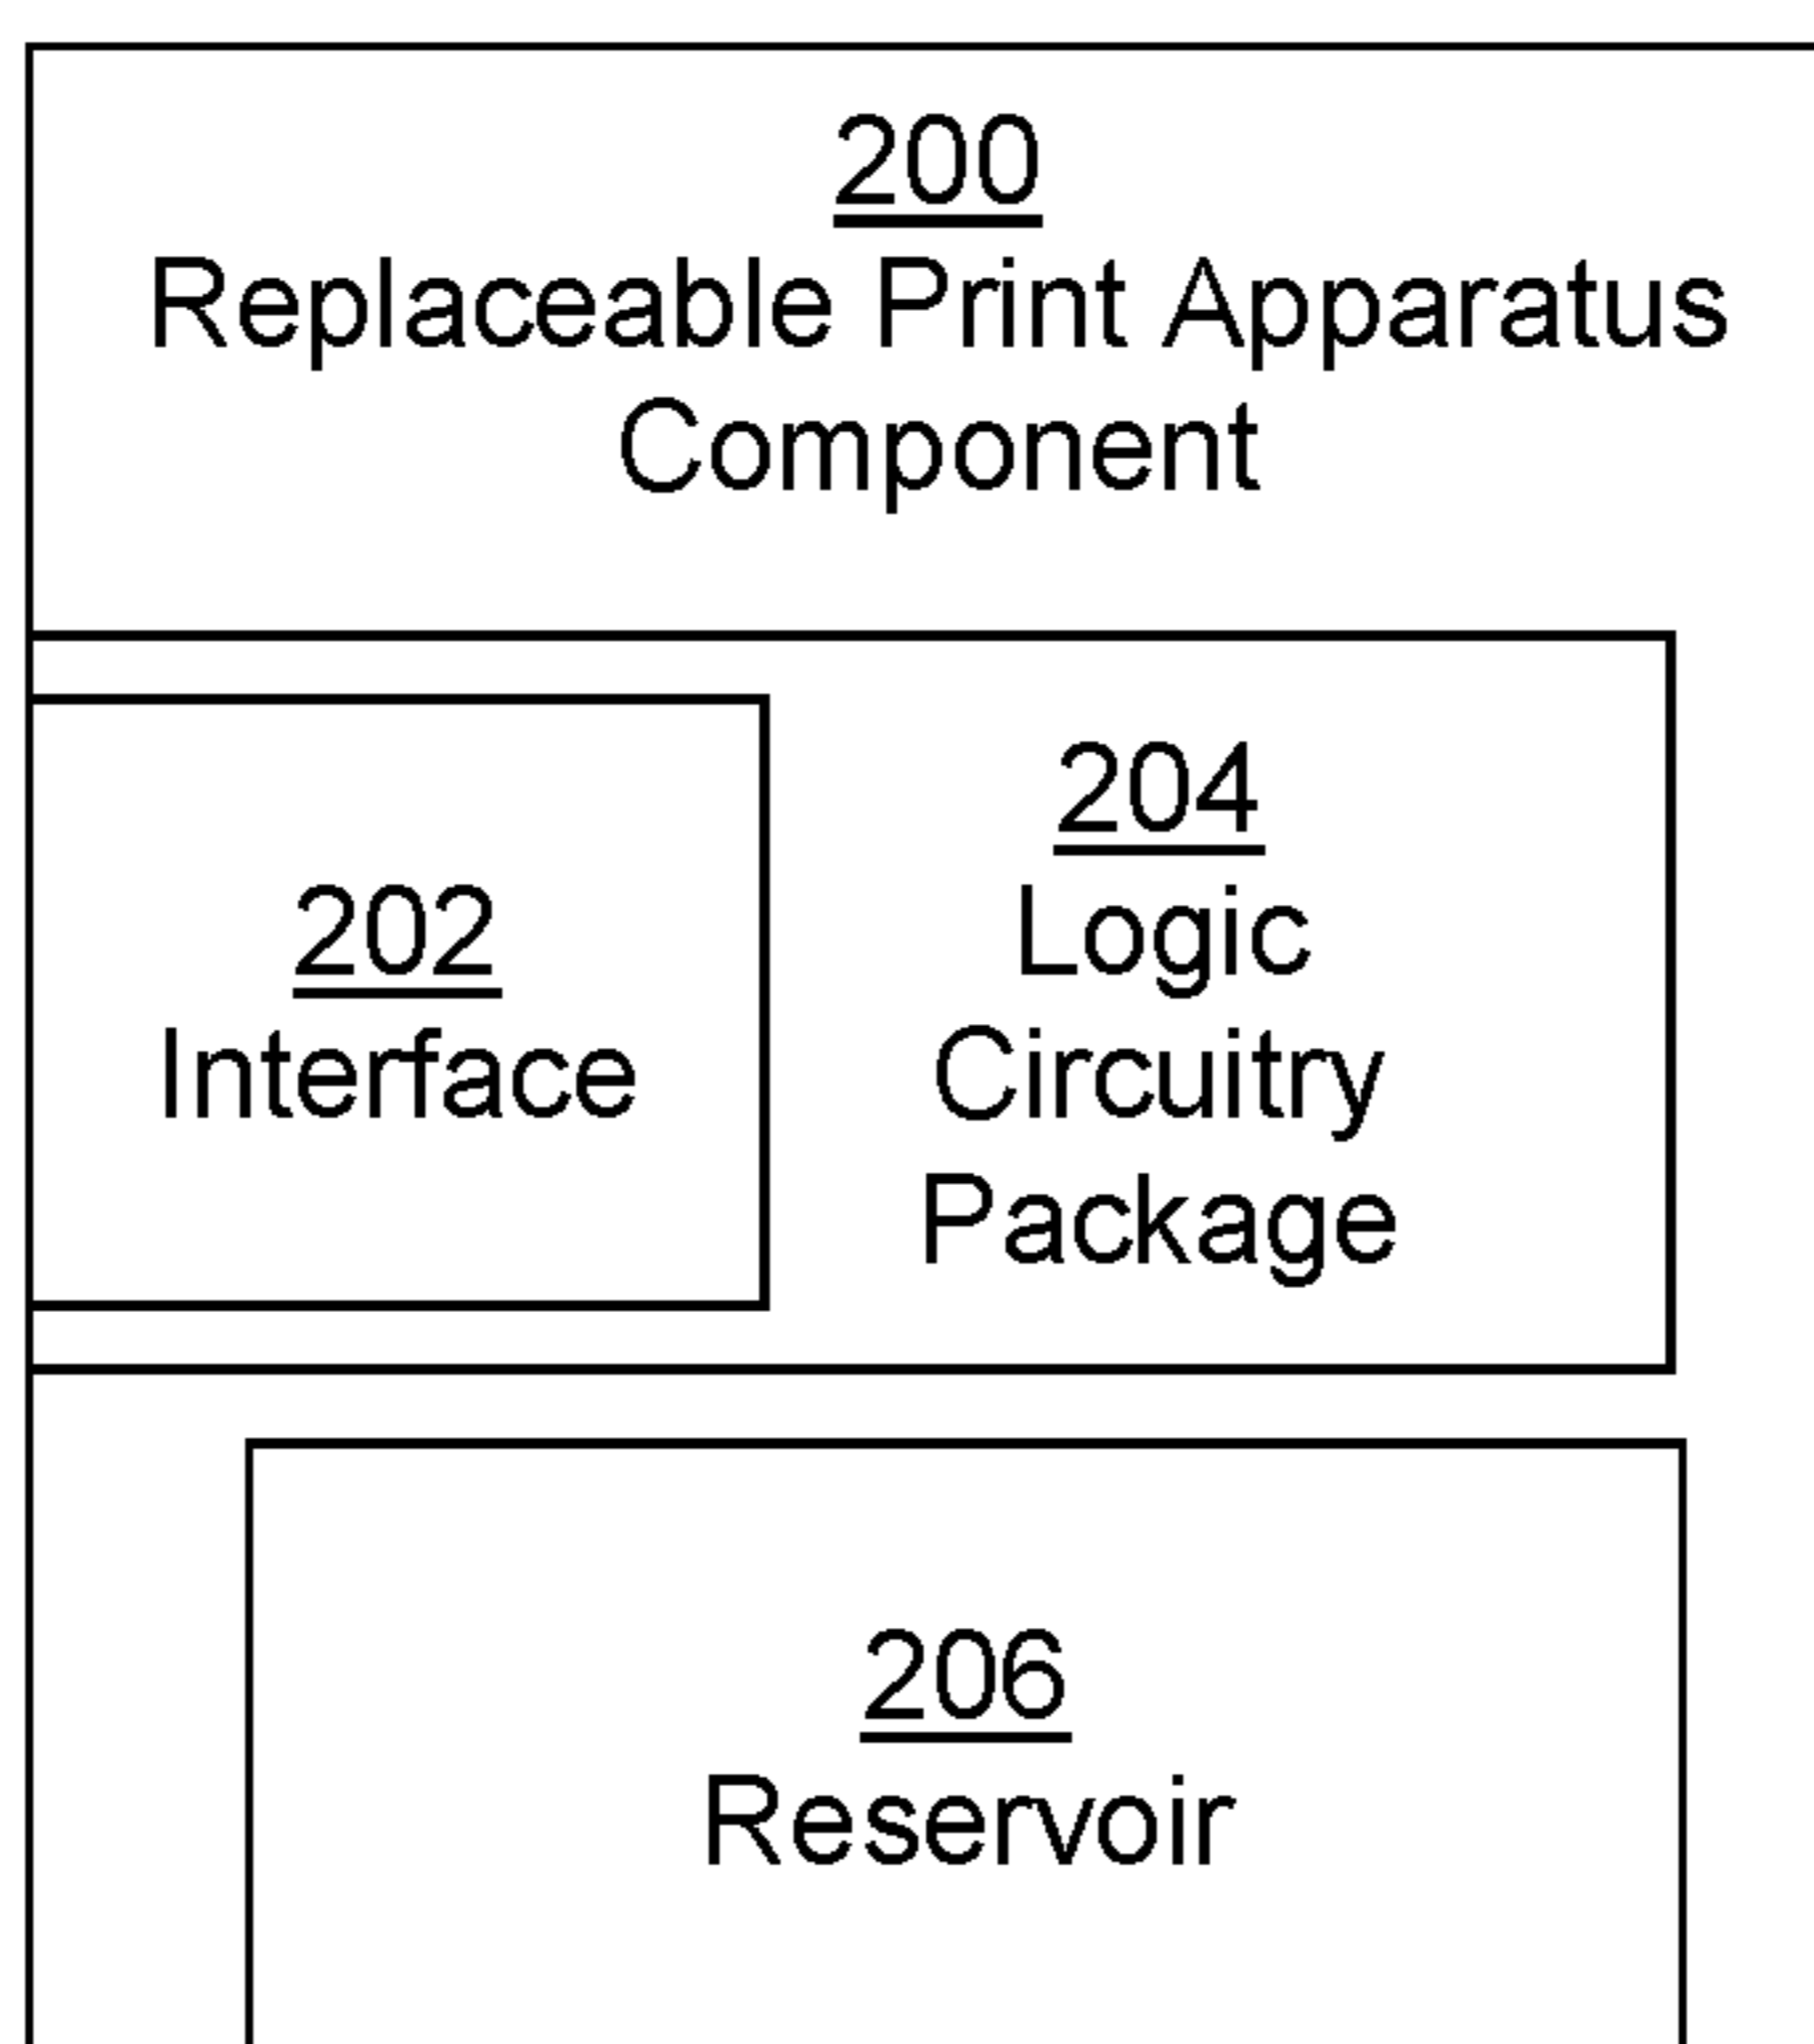 200
Replaceable Print Apparatus
Component
202
Interface
204
Logic
Circuitry
Package
206
Reservoir